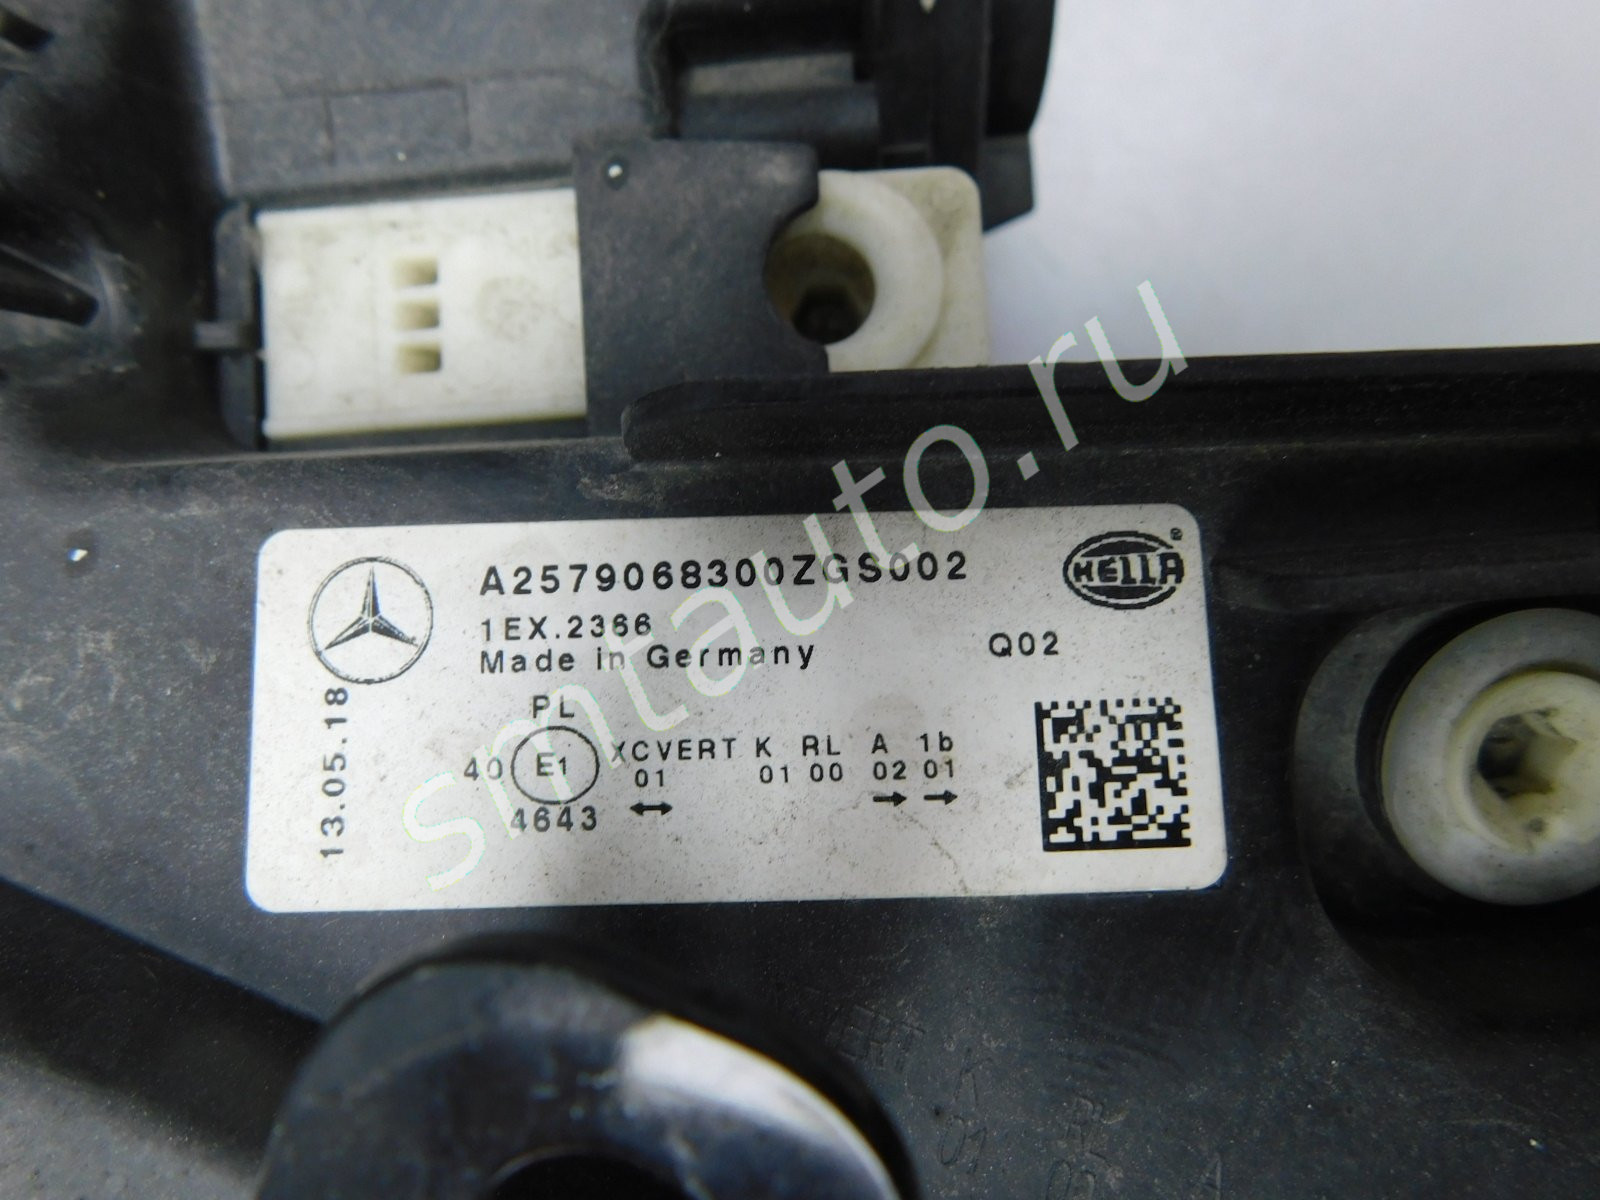 A2579068300ZGS002
HELLA
1EX.2366
Made in Germany
Q02
PL
XCVERT K RL A 1b
40 E1 01 01 00 02 01
4643 ↔ → →
13.05.18
smtauto.ru